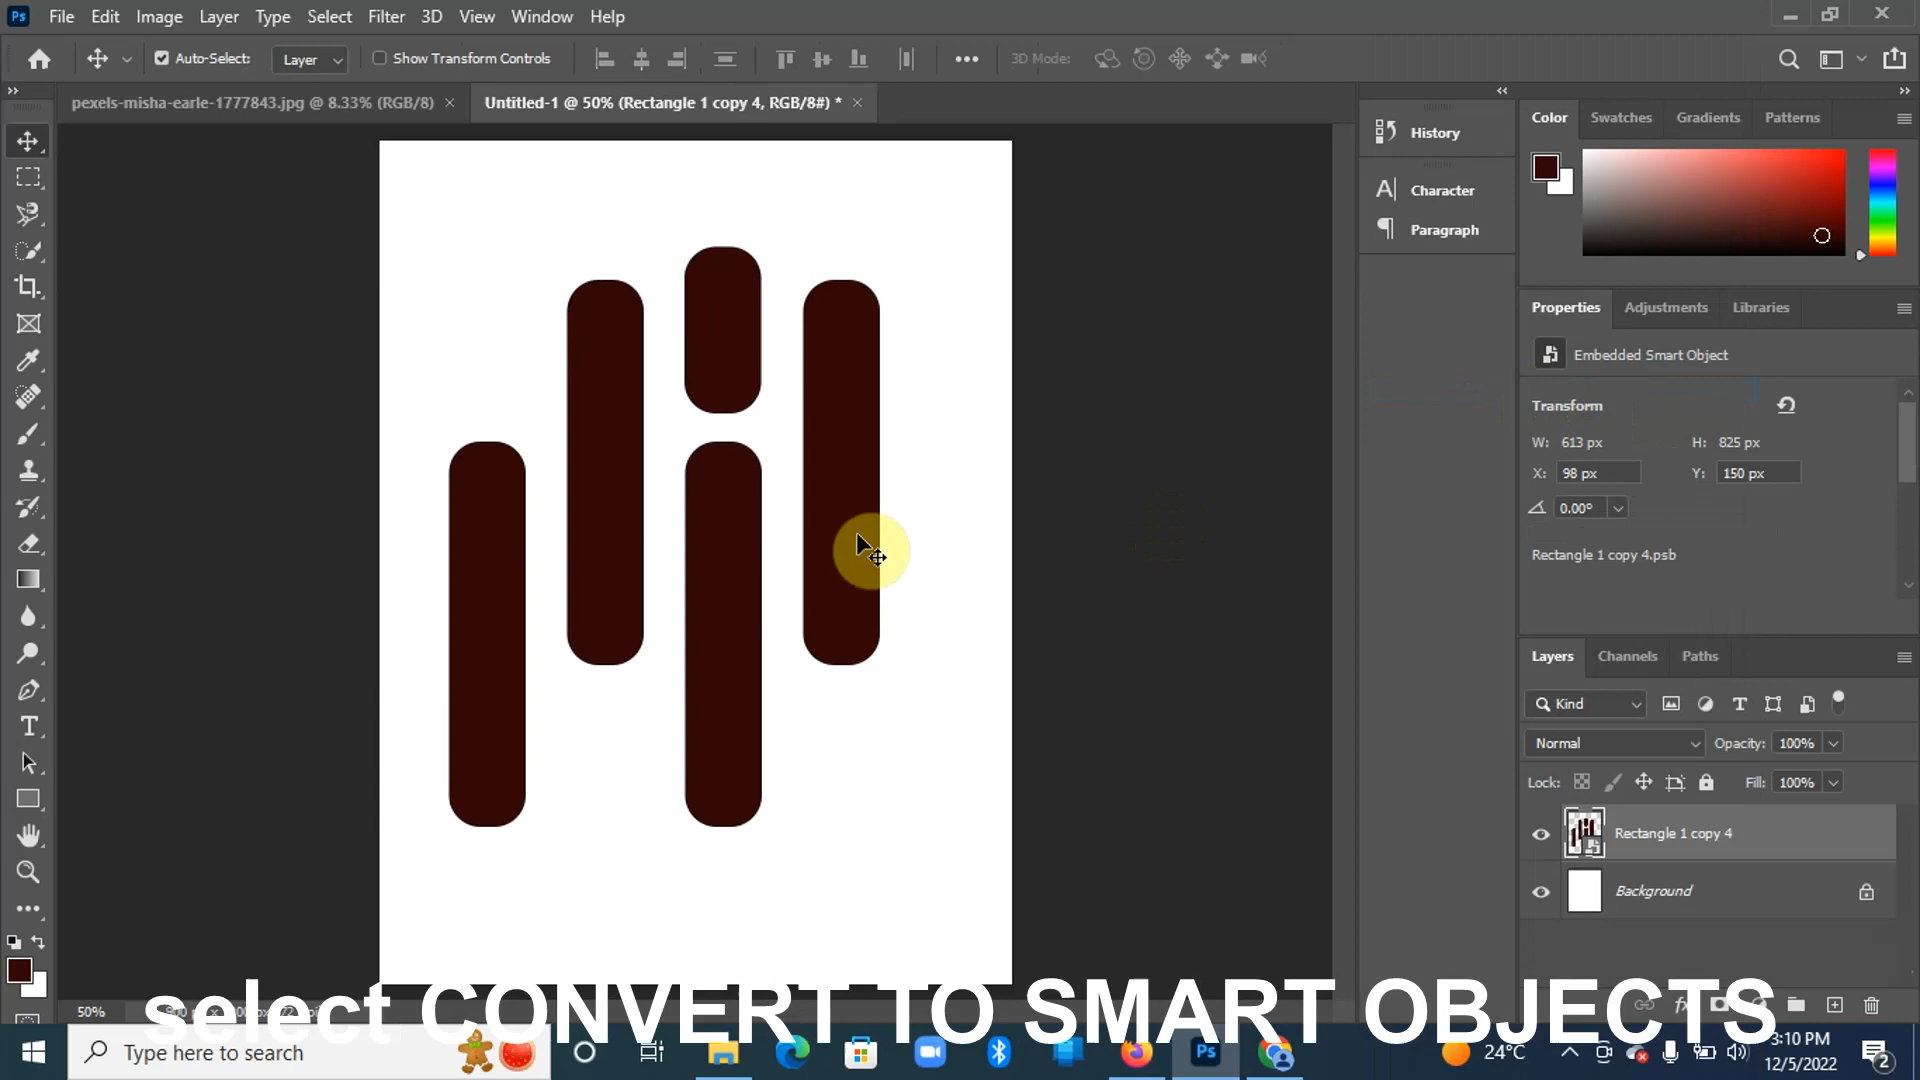 Ps File Edit Image Layer Type Select Filter 3D View Window Help
Auto-Select: Layer Show Transform Controls 3D Mode:
pexels-misha-earle-1777843.jpg @ 8.33% (RGB/8) Untitled-1 @ 50% (Rectangle 1 copy 4, RGB/8#) *
History
Character
Paragraph
Color Swatches Gradients Patterns
Properties Adjustments Libraries
Embedded Smart Object
Transform
W: 613 px H: 825 px
X: 98 px Y: 150 px
0.00°
Rectangle 1 copy 4.psb
Layers Channels Paths
Kind
Normal Opacity: 100%
Lock: Fill: 100%
Rectangle 1 copy 4
Background
50%
select CONVERT TO SMART OBJECTS
Type here to search
Ps
24°C
3:10 PM
12/5/2022
2